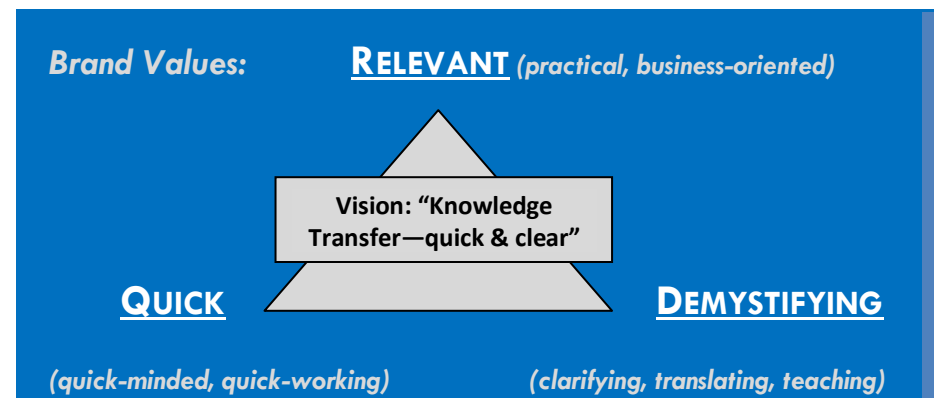 Brand Values: RELEVANT (practical, business-oriented)
Vision: “Knowledge
Transfer—quick & clear”
QUICK DEMYSTIFYING
(quick-minded, quick-working) (clarifying, translating, teaching)